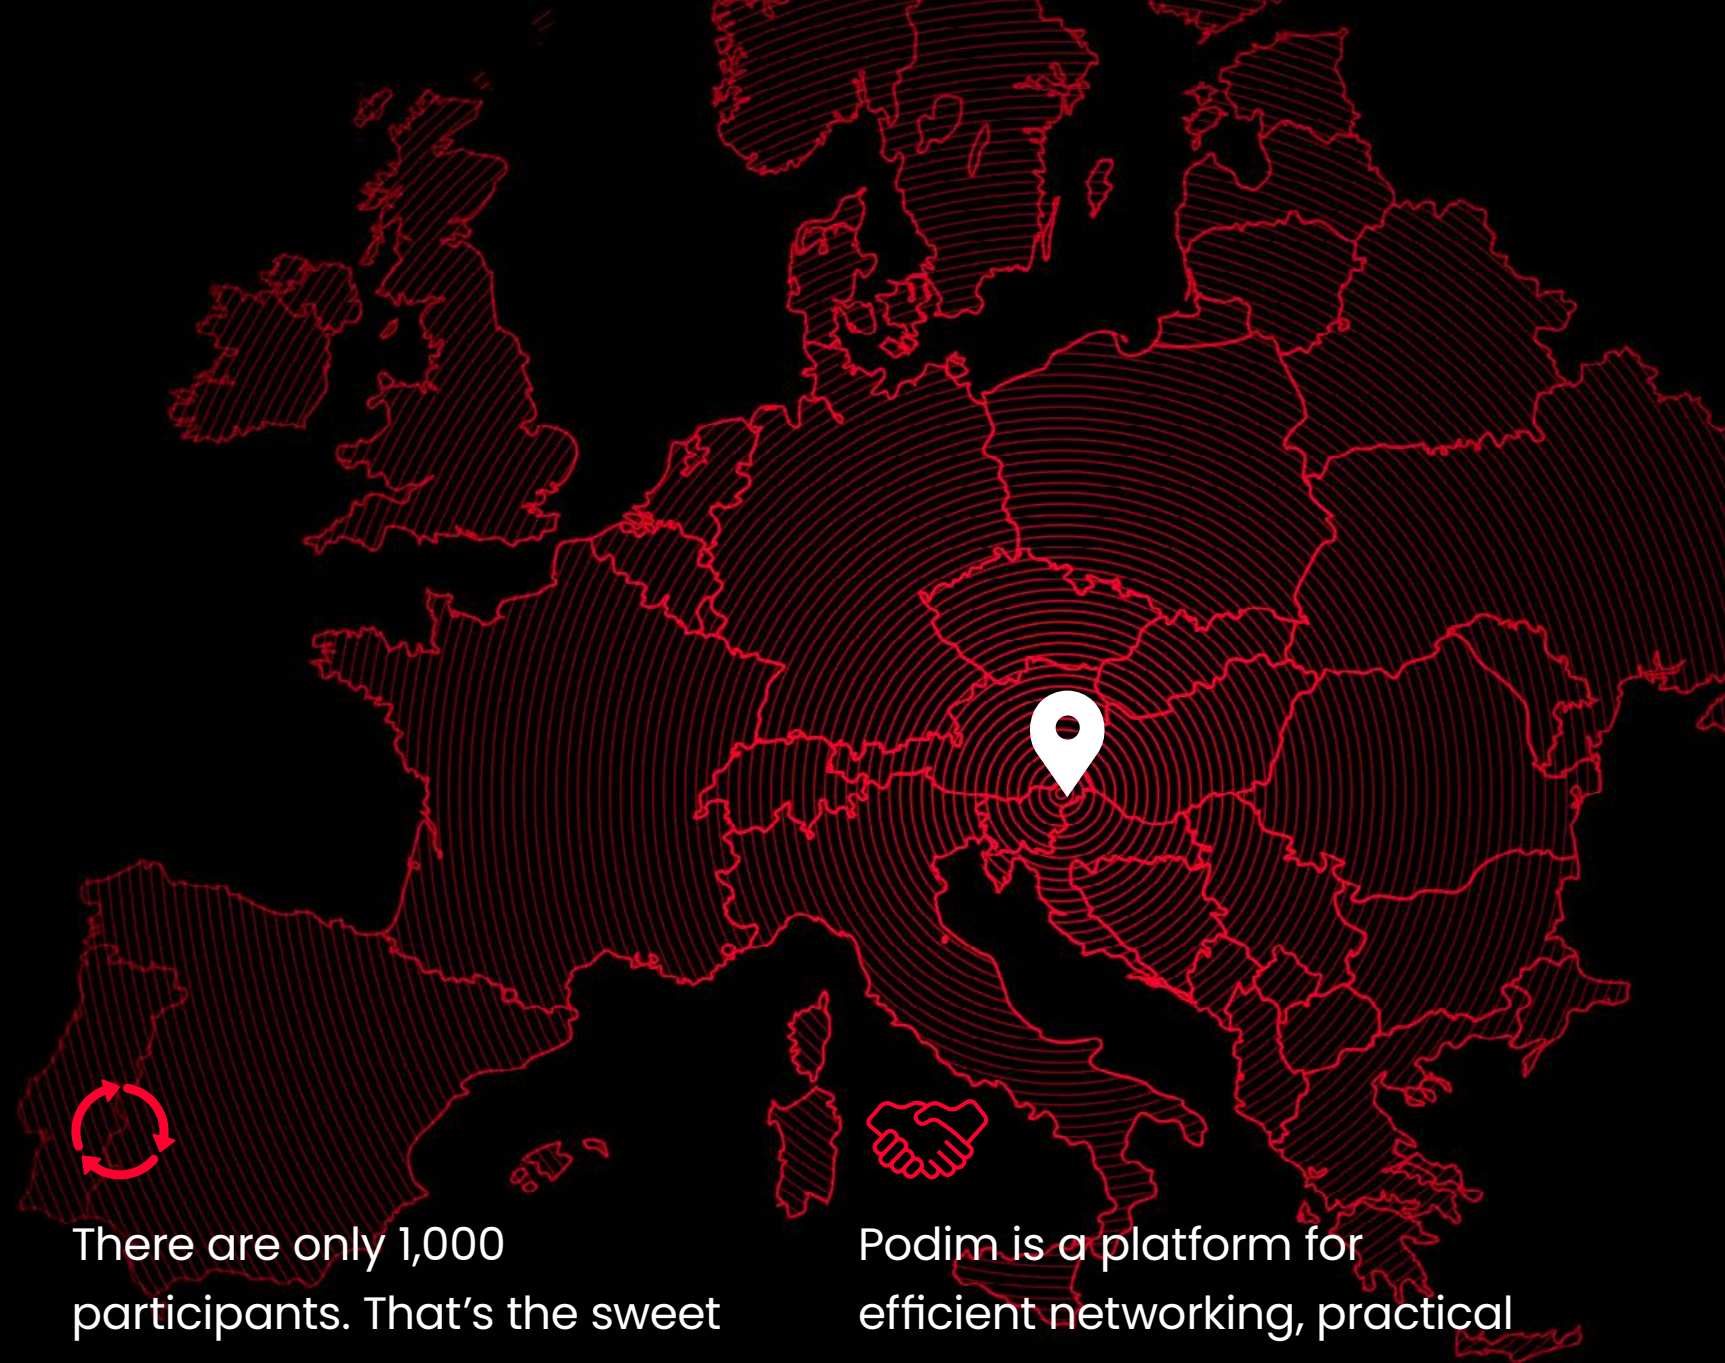 There are only 1,000
participants. That’s the sweet
Podim is a platform for
efficient networking, practical